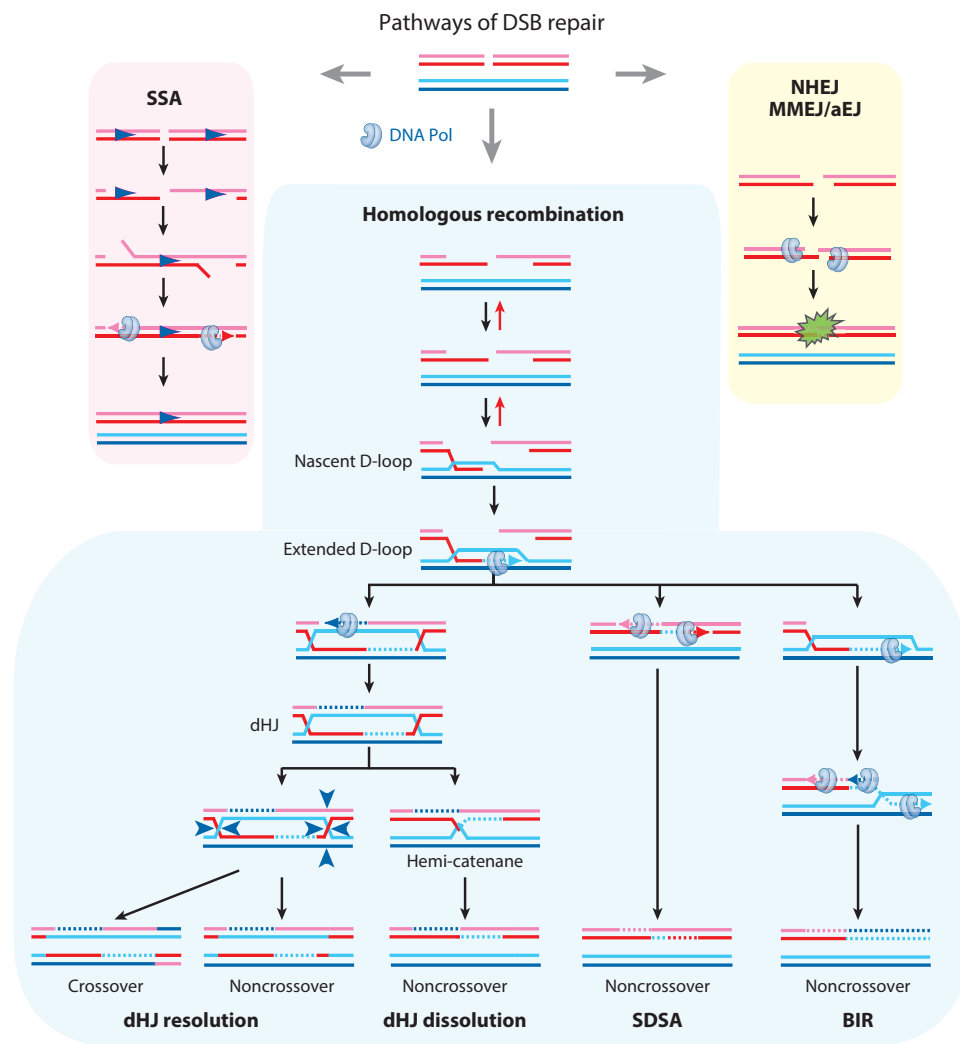 Pathways of DSB repair
SSA
NHEJ
MMEJ/aEJ
DNA Pol
Homologous recombination
Nascent D-loop
Extended D-loop
dHJ
Hemi-catenane
Crossover
Noncrossover
Noncrossover
Noncrossover
Noncrossover
dHJ resolution
dHJ dissolution
SDSA
BIR